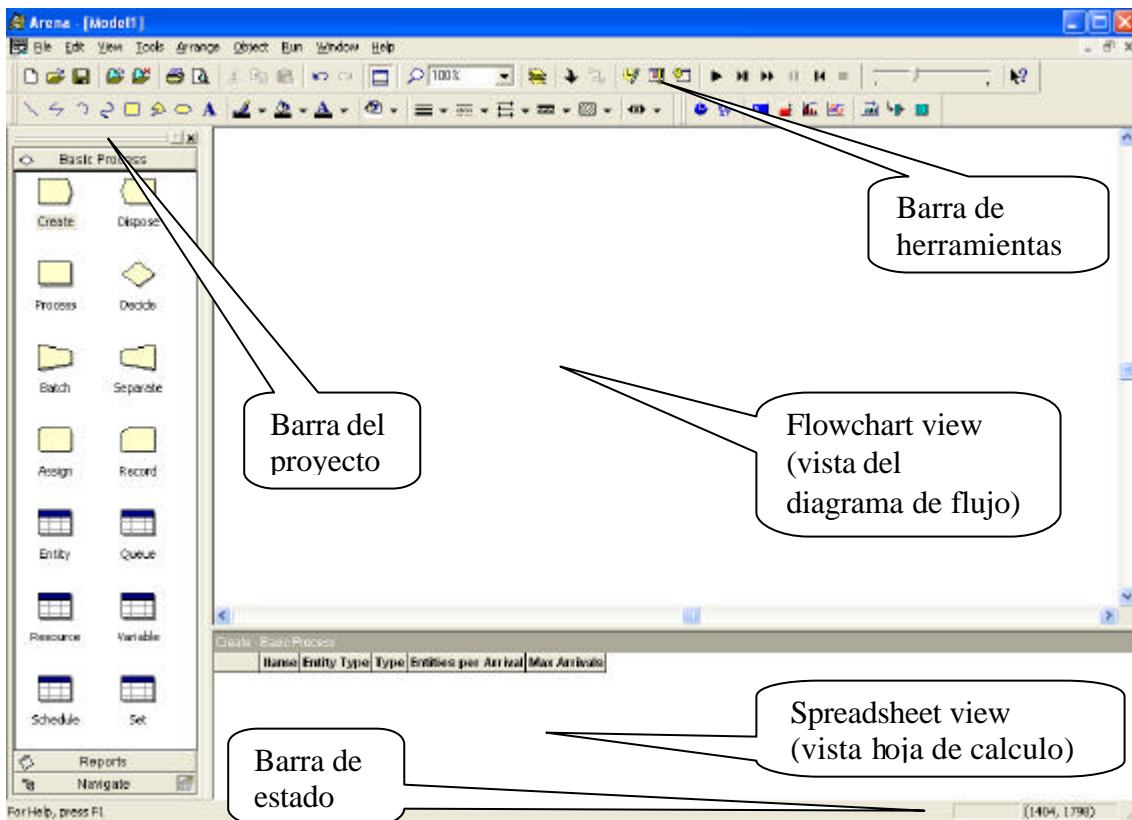 Arena - [Model1]
File Edit View Tools Arrange Object Run Window Help
100%
Basic Process
Create Dispose
Process Decide
Batch Separate
Assign Record
Entity Queue
Resource Variable
Schedule Set
Reports
Navigate
Barra de
herramientas
Barra del
proyecto
Flowchart view
(vista del
diagrama de flujo)
Create - Basic Process
Name Entity Type Type Entities per Arrival Max Arrivals
Spreadsheet view
(vista hoja de calculo)
Barra de
estado
For Help, press F1
(1404, 1798)